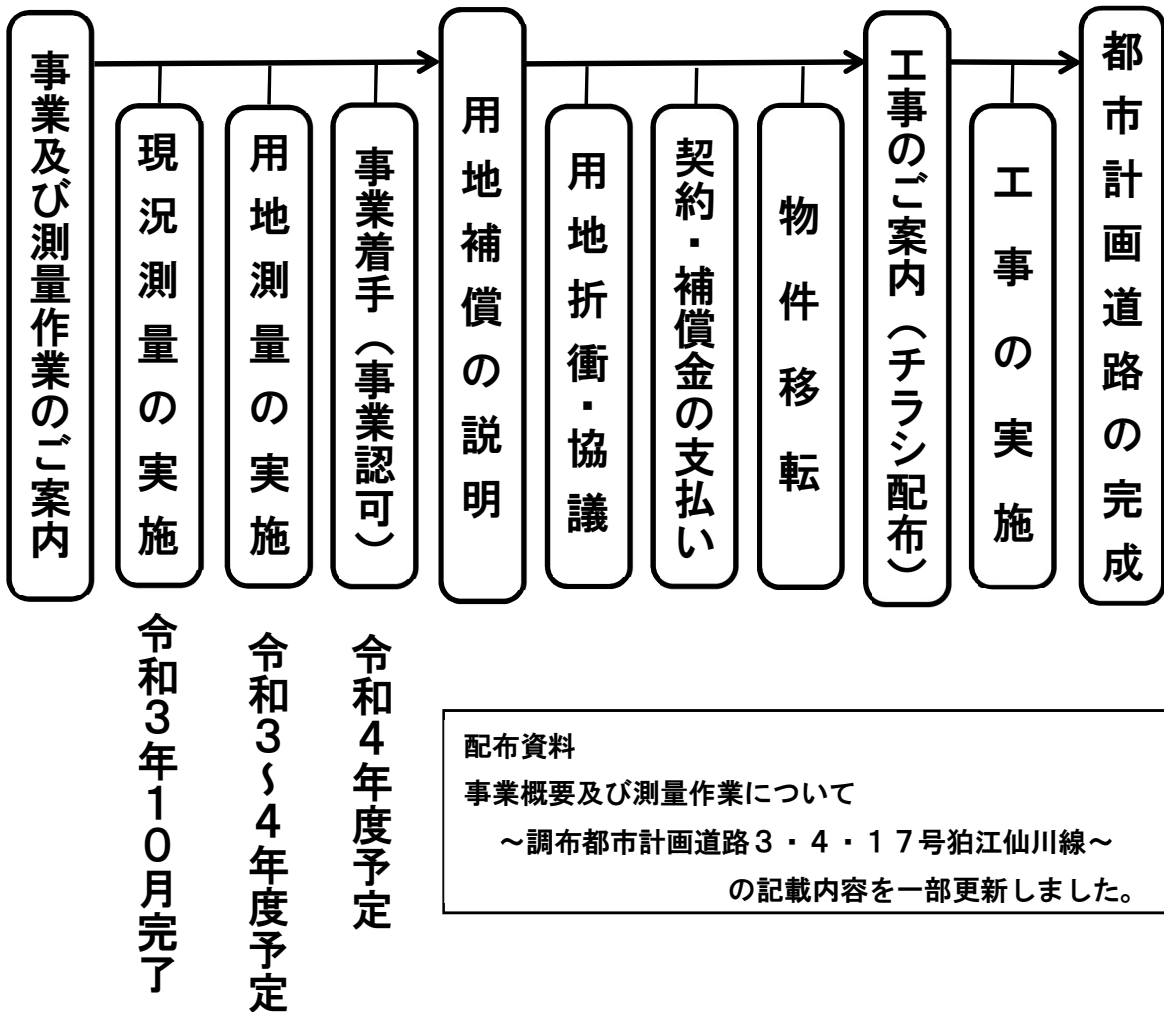 事業及び測量作業のご案内
現況測量の実施
用地測量の実施
事業着手（事業認可）
用地補償の説明
用地折衝・協議
契約・補償金の支払い
物件移転
工事のご案内（チラシ配布）
工事の実施
都市計画道路の完成
令和３年１０月完了
令和３～４年度予定
令和４年度予定
配布資料
事業概要及び測量作業について
～調布都市計画道路３・４・１７号狛江仙川線～
の記載内容を一部更新しました。